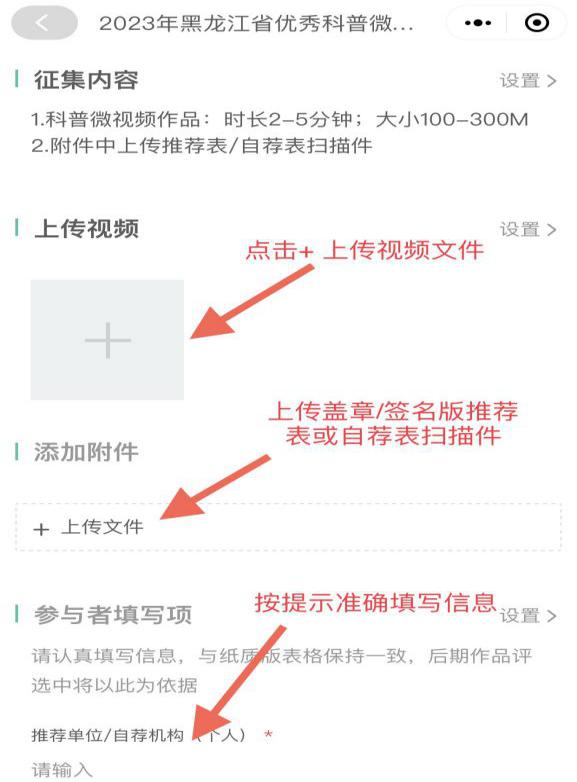 2023年黑龙江省优秀科普微...
征集内容
设置 >
1.科普微视频作品：时长2-5分钟；大小100-300M
2.附件中上传推荐表/自荐表扫描件
上传视频
设置 >
点击+ 上传视频文件
上传盖章/签名版推荐
表或自荐表扫描件
添加附件
+ 上传文件
按提示准确填写信息
参与者填写项
设置 >
请认真填写信息，与纸质版表格保持一致，后期作品评
选中将以此为依据
推荐单位/自荐机构（个人） *
请输入